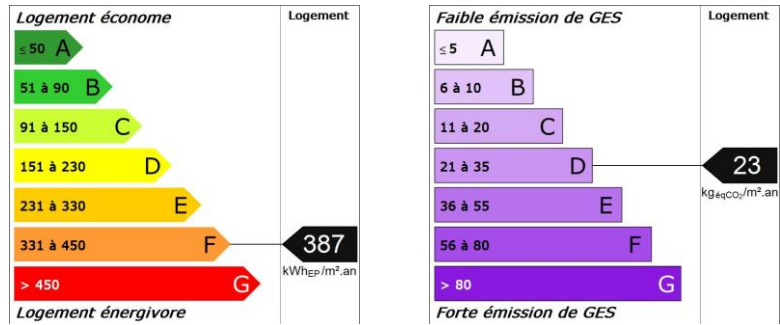 Logement économe
Logement
≤ 50 A
51 à 90 B
91 à 150 C
151 à 230 D
231 à 330 E
331 à 450 F
387
kWhEP/m².an
> 450 G
Logement énergivore
Faible émission de GES
Logement
≤ 5 A
6 à 10 B
11 à 20 C
21 à 35 D
23
kgéqCO2/m².an
36 à 55 E
56 à 80 F
> 80 G
Forte émission de GES